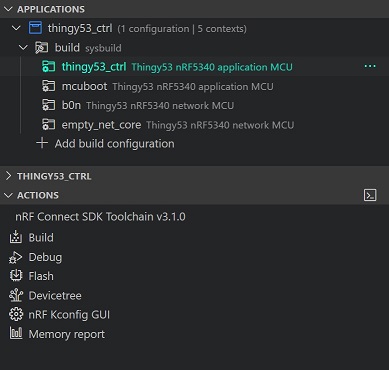 APPLICATIONS
thingy53_ctrl (1 configuration | 5 contexts)
build sysbuild
thingy53_ctrl Thingy53 nRF5340 application MCU ...
mcuboot Thingy53 nRF5340 application MCU
b0n Thingy53 nRF5340 network MCU
empty_net_core Thingy53 nRF5340 network MCU
+ Add build configuration
THINGY53_CTRL
ACTIONS
nRF Connect SDK Toolchain v3.1.0
Build
Debug
Flash
Devicetree
nRF Kconfig GUI
Memory report